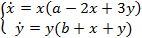 ẋ = x(a − 2x + 3y)
ẏ = y(b + x + y)